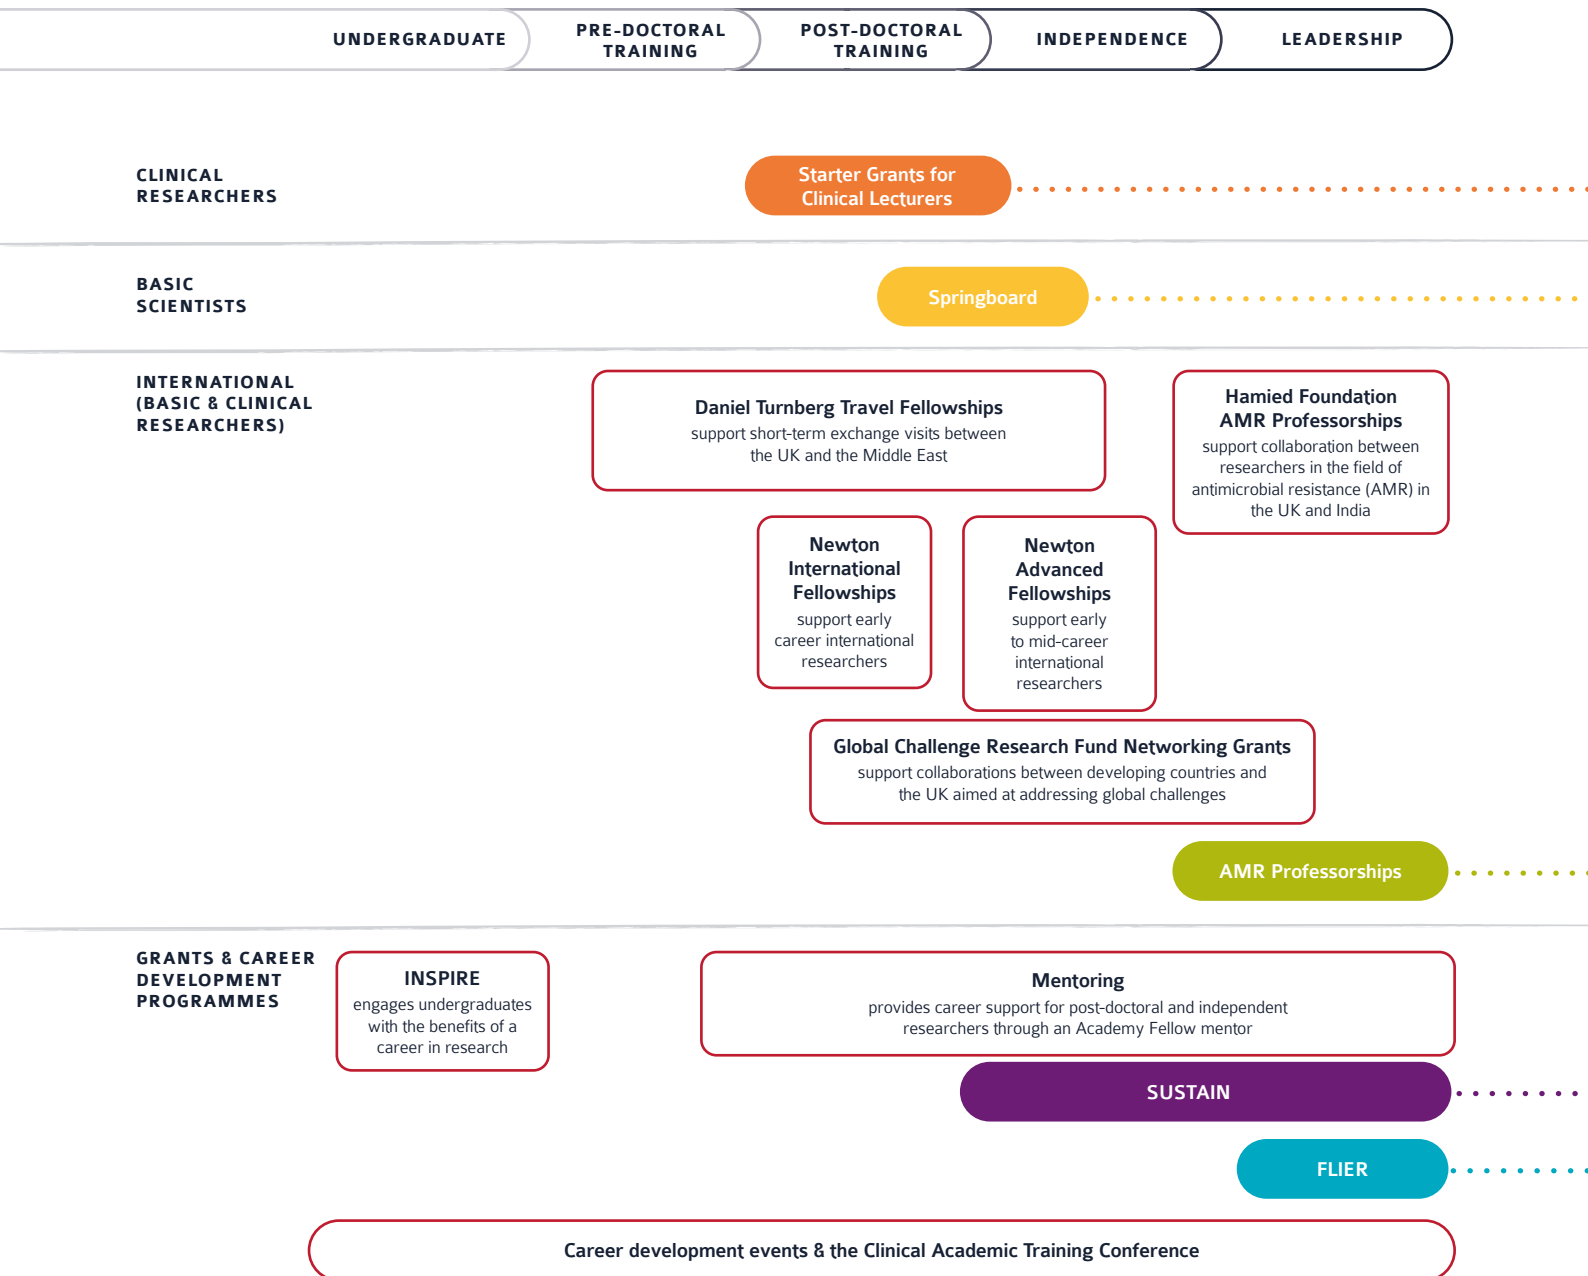 UNDERGRADUATE
PRE-DOCTORAL
TRAINING
POST-DOCTORAL
TRAINING
INDEPENDENCE
LEADERSHIP
CLINICAL
RESEARCHERS
Starter Grants for
Clinical Lecturers
BASIC
SCIENTISTS
Springboard
INTERNATIONAL
(BASIC & CLINICAL
RESEARCHERS)
Daniel Turnberg Travel Fellowships
support short-term exchange visits between
the UK and the Middle East
Hamied Foundation
AMR Professorships
support collaboration between
researchers in the field of
antimicrobial resistance (AMR) in
the UK and India
Newton
International
Fellowships
support early
career international
researchers
Newton
Advanced
Fellowships
support early
to mid-career
international
researchers
Global Challenge Research Fund Networking Grants
support collaborations between developing countries and
the UK aimed at addressing global challenges
AMR Professorships
GRANTS & CAREER
DEVELOPMENT
PROGRAMMES
INSPIRE
engages undergraduates
with the benefits of a
career in research
Mentoring
provides career support for post-doctoral and independent
researchers through an Academy Fellow mentor
SUSTAIN
FLIER
Career development events & the Clinical Academic Training Conference